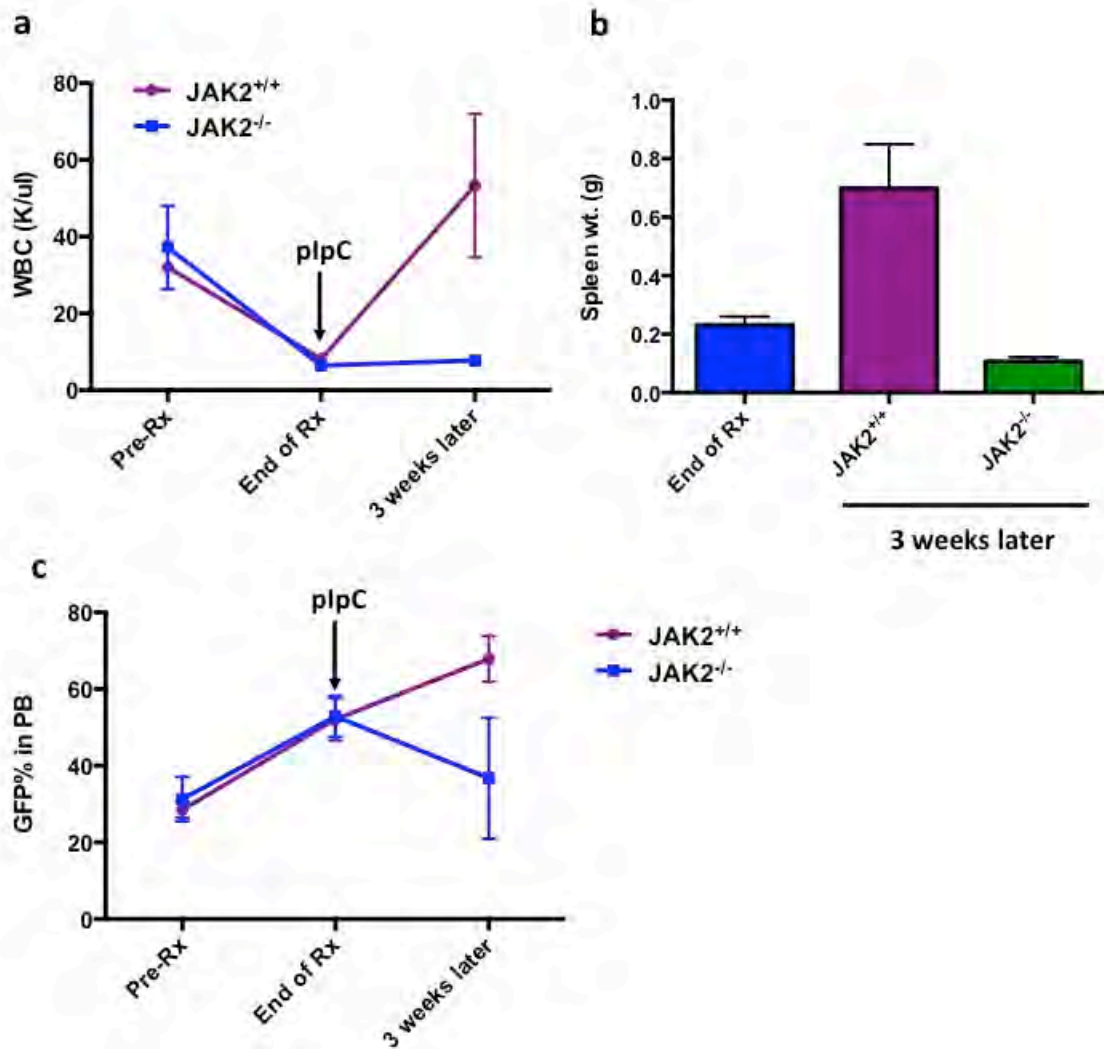 a
80
60
40
20
0
WBC (K/ul)
JAK2+/+
JAK2-/-
pIpC
Pre-Rx
End of Rx
3 weeks later
b
1.0
0.8
0.6
0.4
0.2
0.0
Spleen wt. (g)
End of Rx
JAK2+/+
JAK2-/-
3 weeks later
c
80
60
40
20
0
GFP% in PB
pIpC
JAK2+/+
JAK2-/-
Pre-Rx
End of Rx
3 weeks later